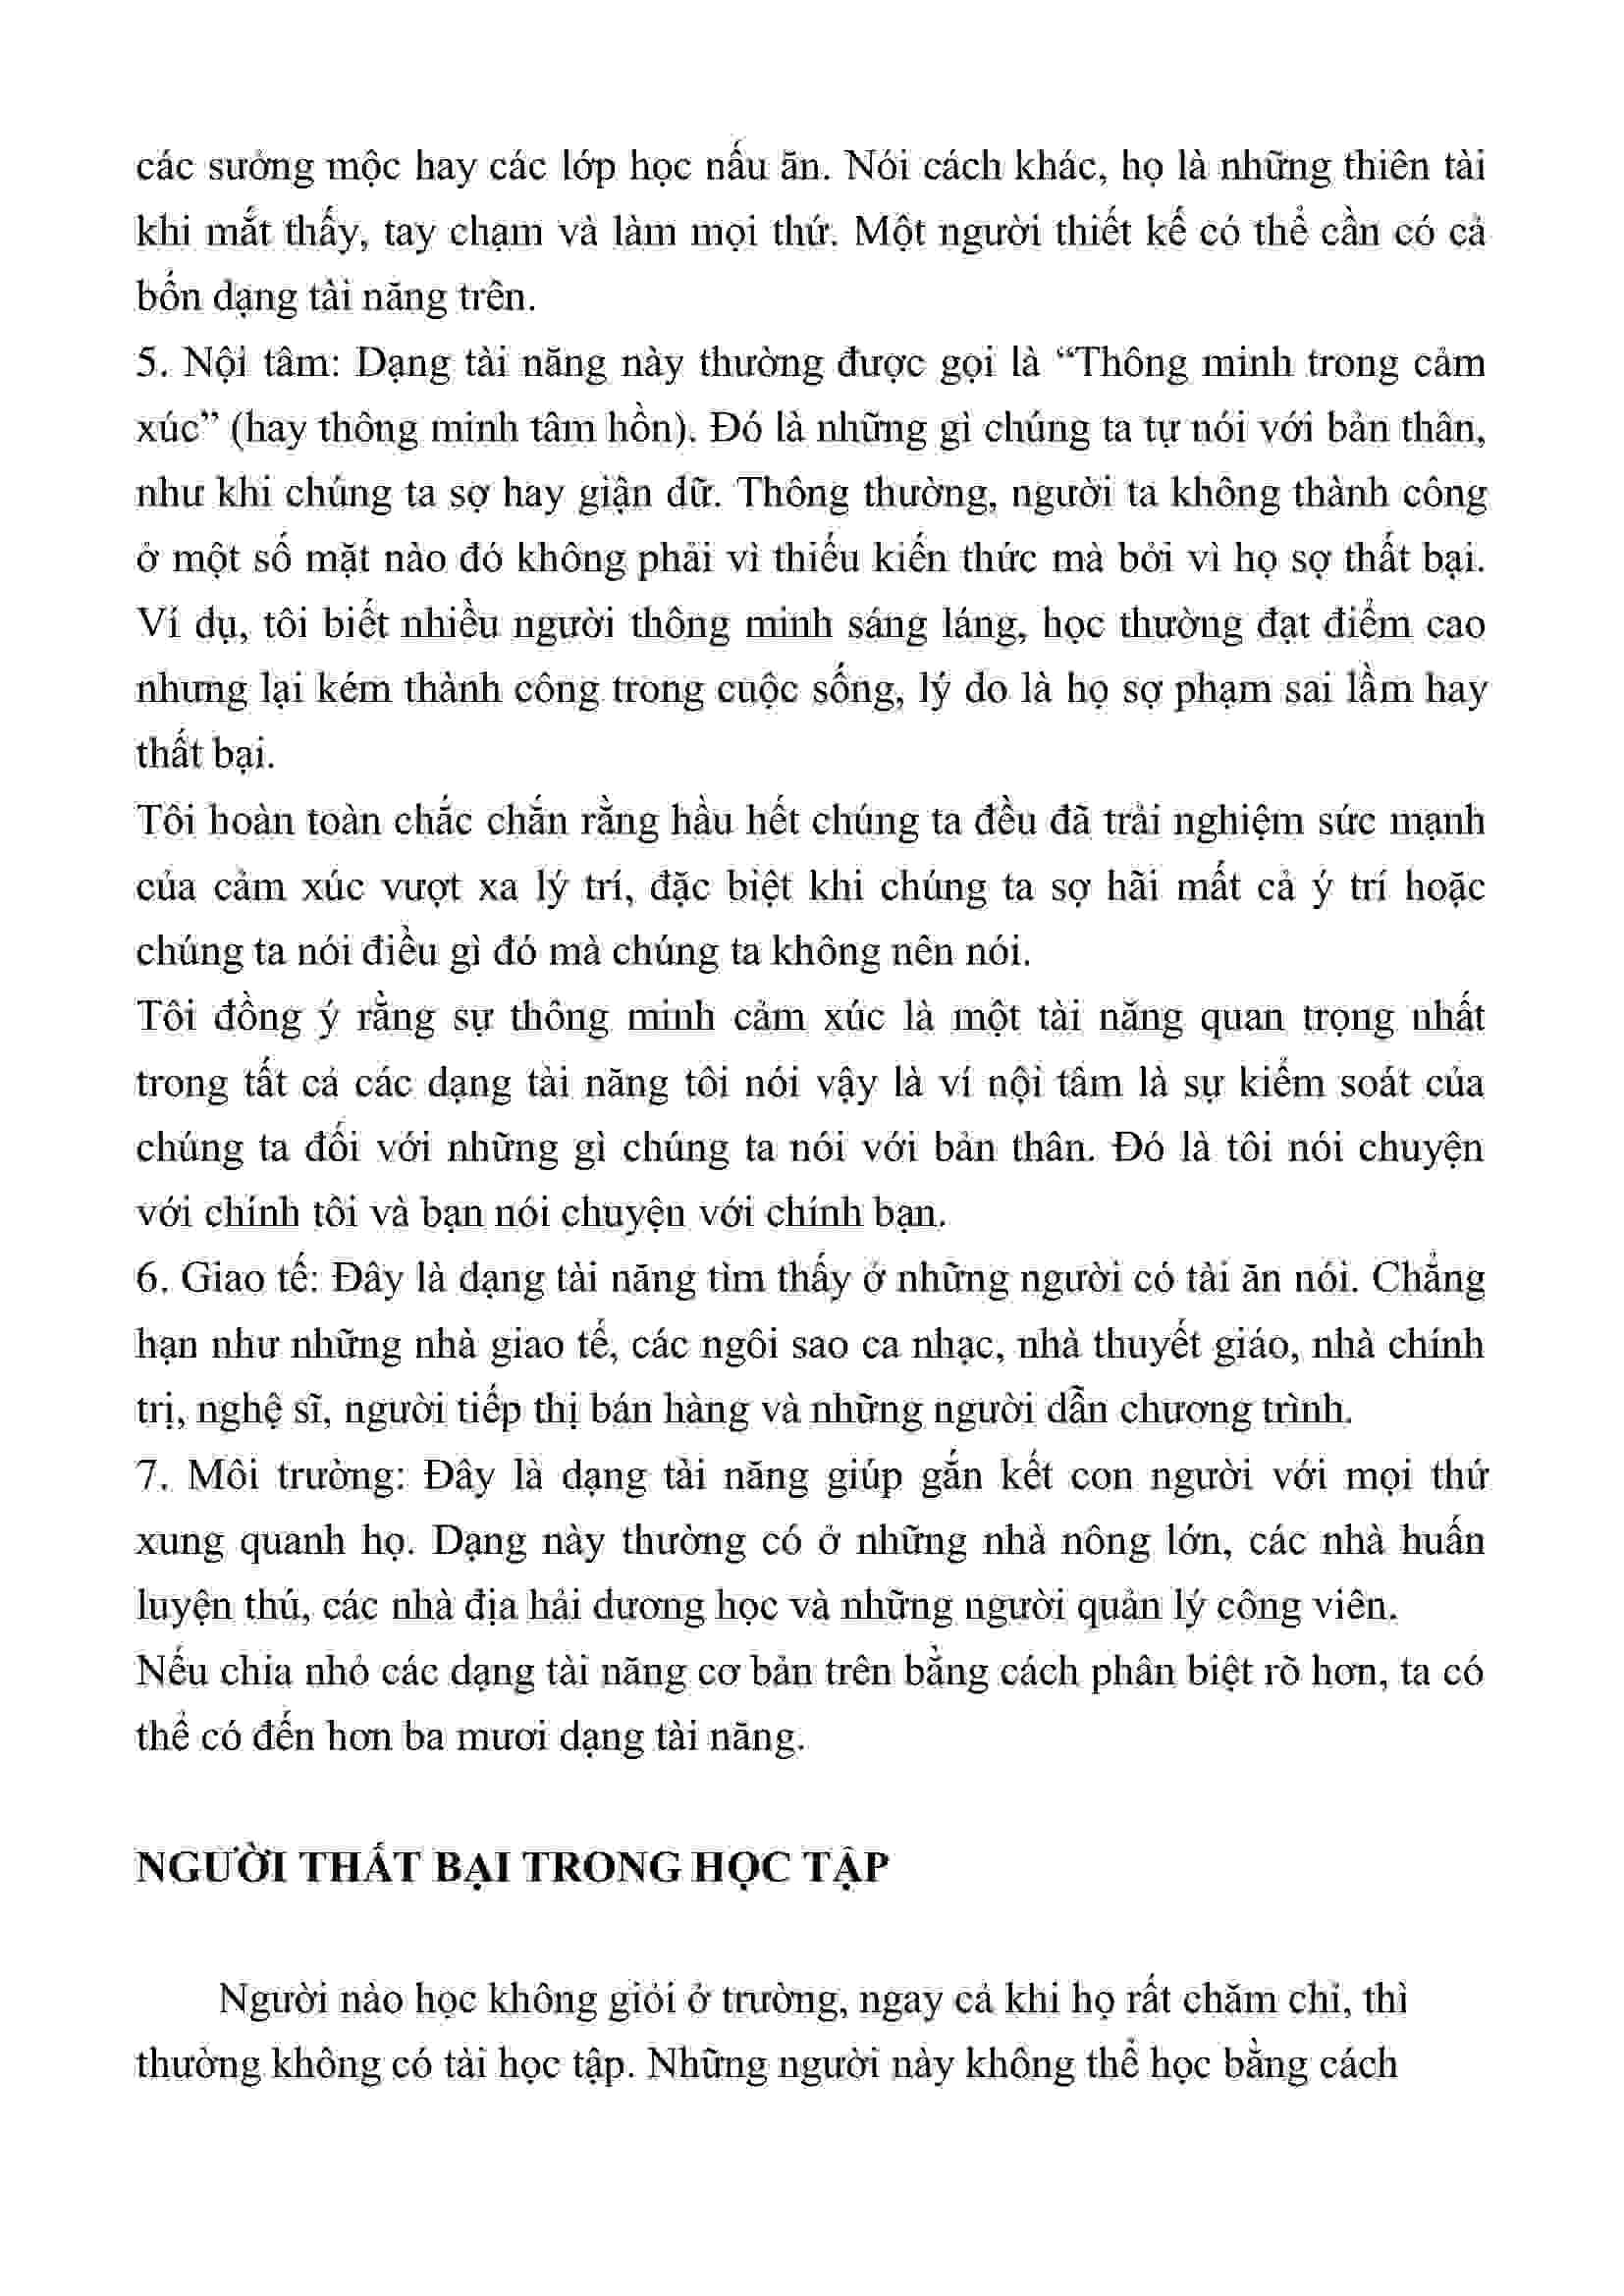 các sưởng mộc hay các lớp học nấu ăn. Nói cách khác, họ là những thiên tài
khi mắt thấy, tay chạm và làm mọi thứ. Một người thiết kế có thể cần có cả
bốn dạng tài năng trên.
5. Nội tâm: Dạng tài năng này thường được gọi là “Thông minh trong cảm
xúc” (hay thông minh tâm hồn). Đó là những gì chúng ta tự nói với bản thân,
như khi chúng ta sợ hay giận dữ. Thông thường, người ta không thành công
ở một số mặt nào đó không phải vì thiếu kiến thức mà bởi vì họ sợ thất bại.
Ví dụ, tôi biết nhiều người thông minh sáng láng, học thường đạt điểm cao
nhưng lại kém thành công trong cuộc sống, lý do là họ sợ phạm sai lầm hay
thất bại.
Tôi hoàn toàn chắc chắn rằng hầu hết chúng ta đều đã trải nghiệm sức mạnh
của cảm xúc vượt xa lý trí, đặc biệt khi chúng ta sợ hãi mất cả ý trí hoặc
chúng ta nói điều gì đó mà chúng ta không nên nói.
Tôi đồng ý rằng sự thông minh cảm xúc là một tài năng quan trọng nhất
trong tất cả các dạng tài năng tôi nói vậy là ví nội tâm là sự kiểm soát của
chúng ta đối với những gì chúng ta nói với bản thân. Đó là tôi nói chuyện
với chính tôi và bạn nói chuyện với chính bạn.
6. Giao tế: Đây là dạng tài năng tìm thấy ở những người có tài ăn nói. Chẳng
hạn như những nhà giao tế, các ngôi sao ca nhạc, nhà thuyết giáo, nhà chính
trị, nghệ sĩ, người tiếp thị bán hàng và những người dẫn chương trình.
7. Môi trường: Đây là dạng tài năng giúp gắn kết con người với mọi thứ
xung quanh họ. Dạng này thường có ở những nhà nông lớn, các nhà huấn
luyện thú, các nhà địa hải dương học và những người quản lý công viên.
Nếu chia nhỏ các dạng tài năng cơ bản trên bằng cách phân biệt rõ hơn, ta có
thể có đến hơn ba mươi dạng tài năng.
NGƯỜI THẤT BẠI TRONG HỌC TẬP
Người nào học không giỏi ở trường, ngay cả khi họ rất chăm chỉ, thì
thường không có tài học tập. Những người này không thể học bằng cách